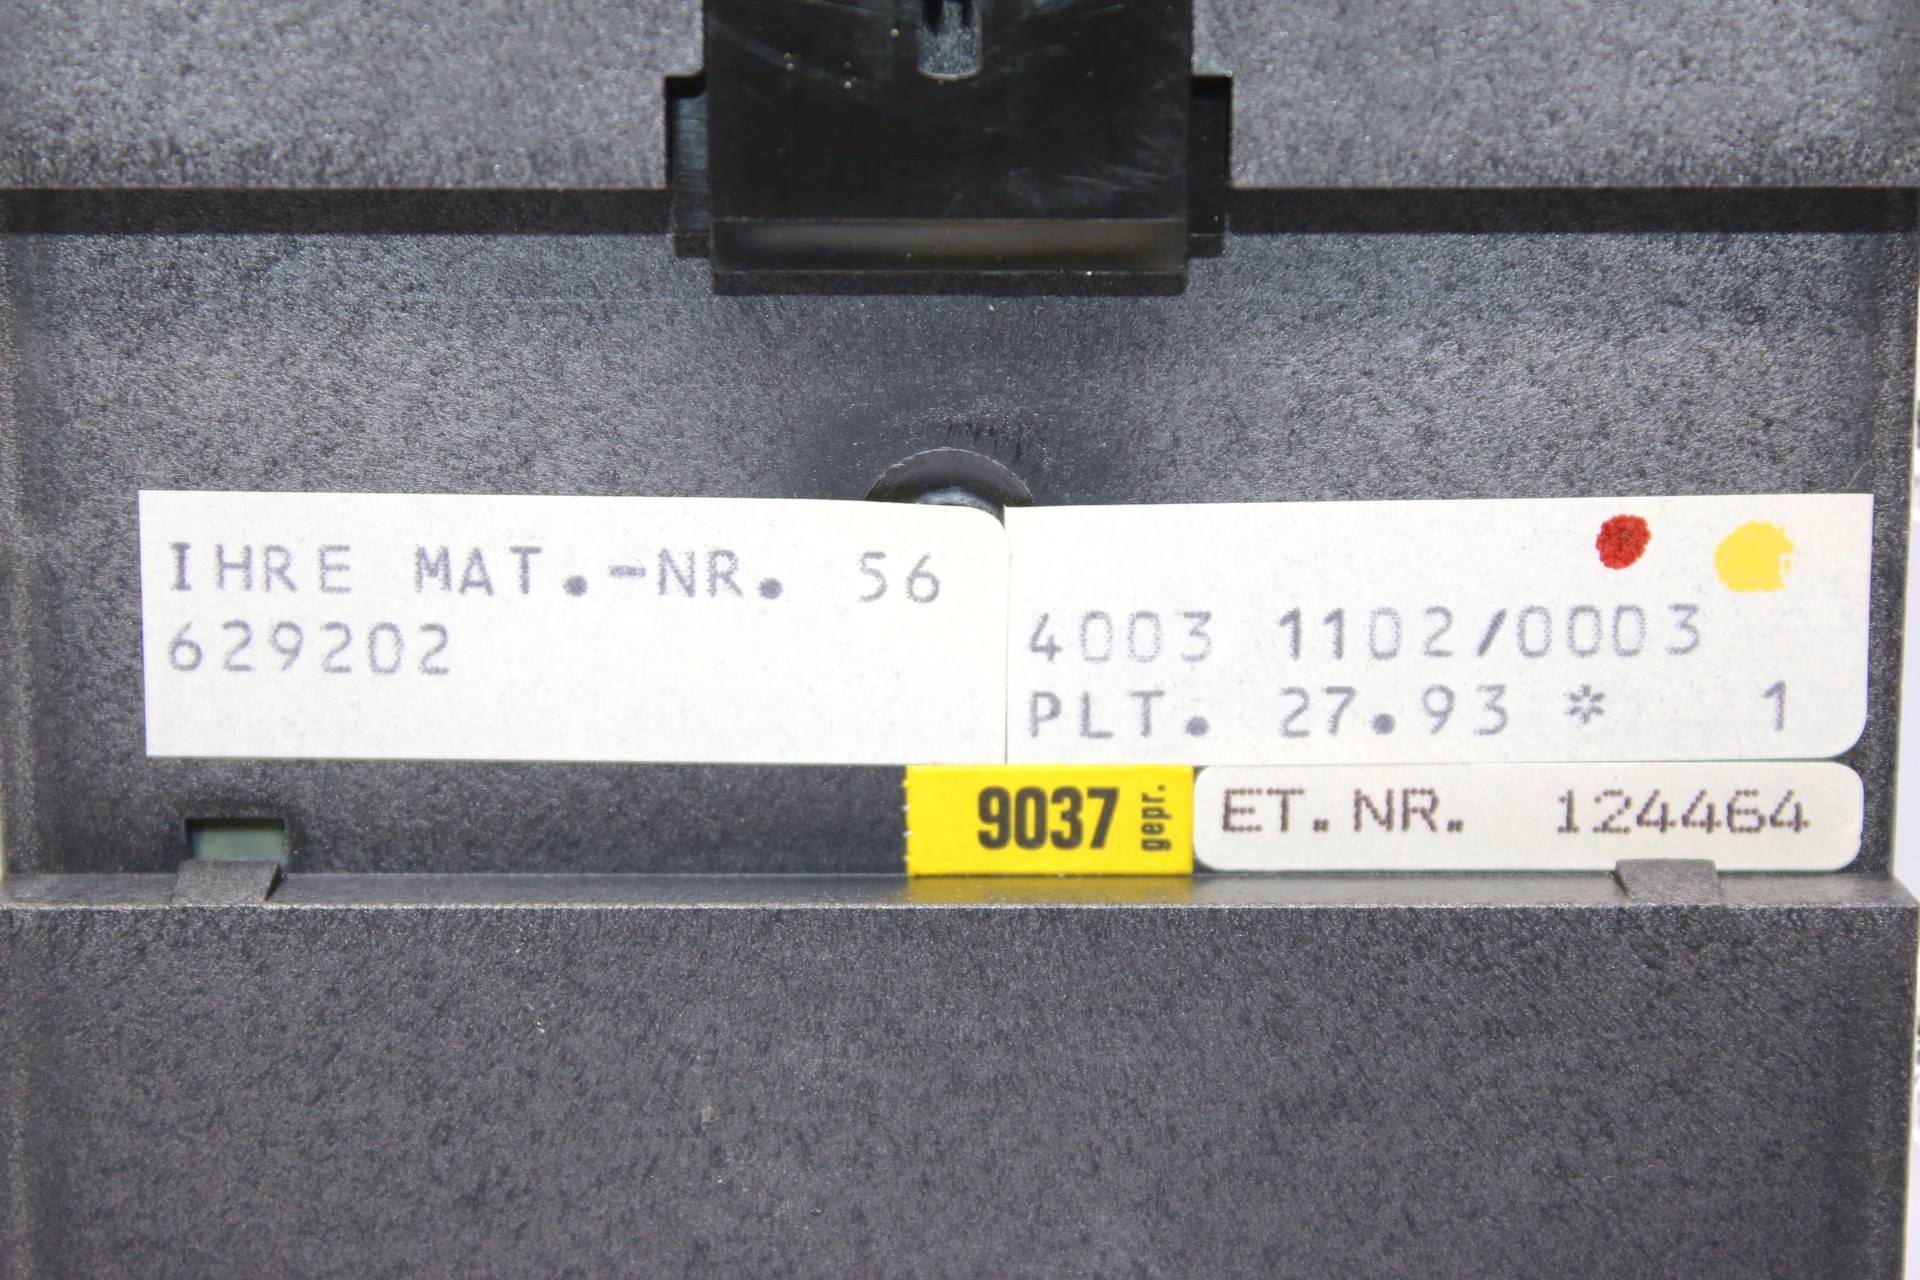 IHRE MAT.-NR. 56
629202
4003 1102/0003
PLT. 27.93 * 1
9037 gepr.
ET.NR. 124464